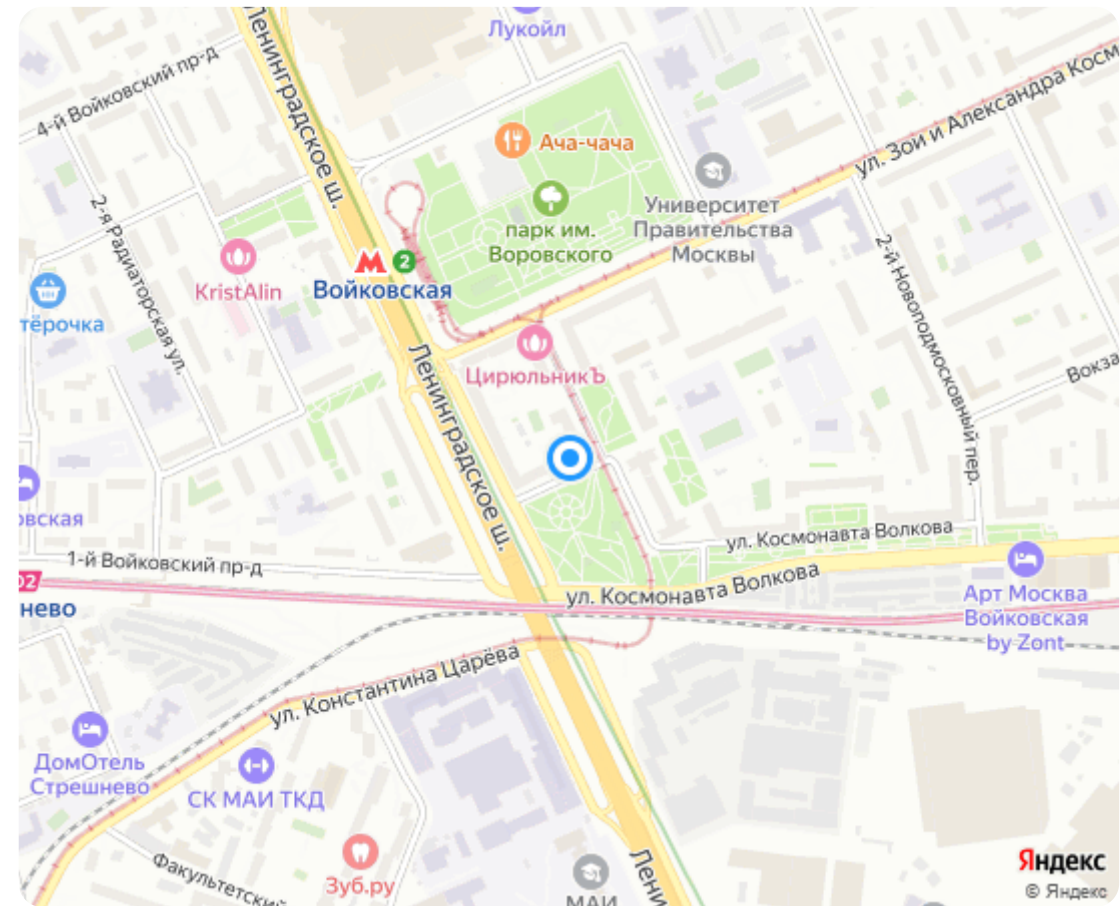 Лукойл
4-й Войковский пр-д
Ленинградское ш.
Ача-чача
ул. Зои и Александра Косм
2-я Радиаторская ул.
парк им.
Воровского
Университет
Правительства
Москвы
KristAlin
2
Войковская
тёрочка
2-й Новоподмосковный пер.
ЦирюльникЪ
Вокза
Ленинградское ш.
овская
ул. Космонавта Волкова
1-й Войковский пр-д
02
нево
ул. Космонавта Волкова
Арт Москва
Войковская
by Zont
ул. Константина Царёва
ДомОтель
Стрешнево
СК МАИ ТКД
Факультетский
Зуб.ру
МАИ
Лени
Яндекс
© Яндекс